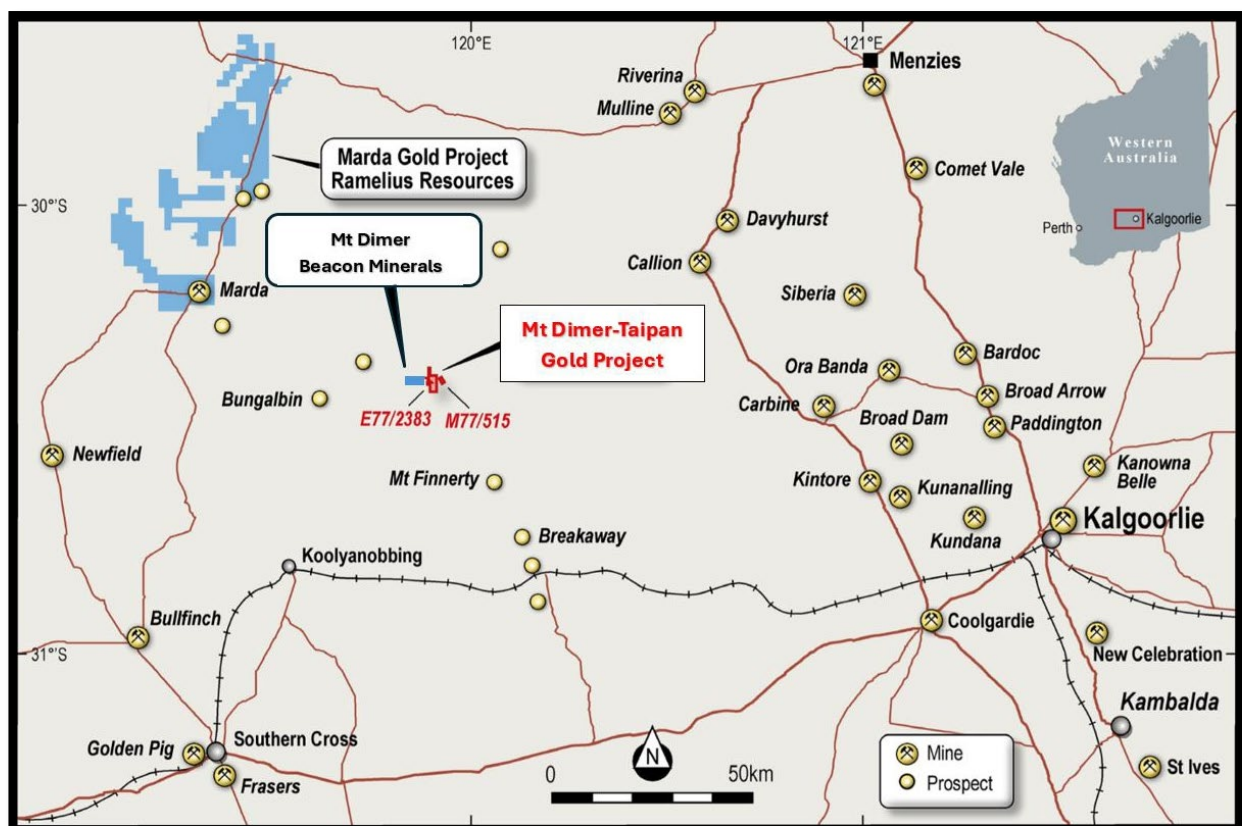 120°E
121°E
Menzies
Riverina
Mulline
Western
Australia
Perth
Kalgoorlie
Marda Gold Project
Ramelius Resources
Comet Vale
30°'S
Davyhurst
Mt Dimer
Beacon Minerals
Callion
Siberia
Marda
Mt Dimer-Taipan
Gold Project
Bardoc
Ora Banda
Bungalbin
E77/2383
M77/515
Carbine
Broad Arrow
Broad Dam
Paddington
Newfield
Mt Finnerty
Kintore
Kanowna
Belle
Kunanalling
Kundana
Kalgoorlie
Breakaway
Koolyanobbing
Bullfinch
Coolgardie
31°'S
New Celebration
Kambalda
Golden Pig
Southern Cross
N
Mine
Prospect
St Ives
Frasers
0
50km